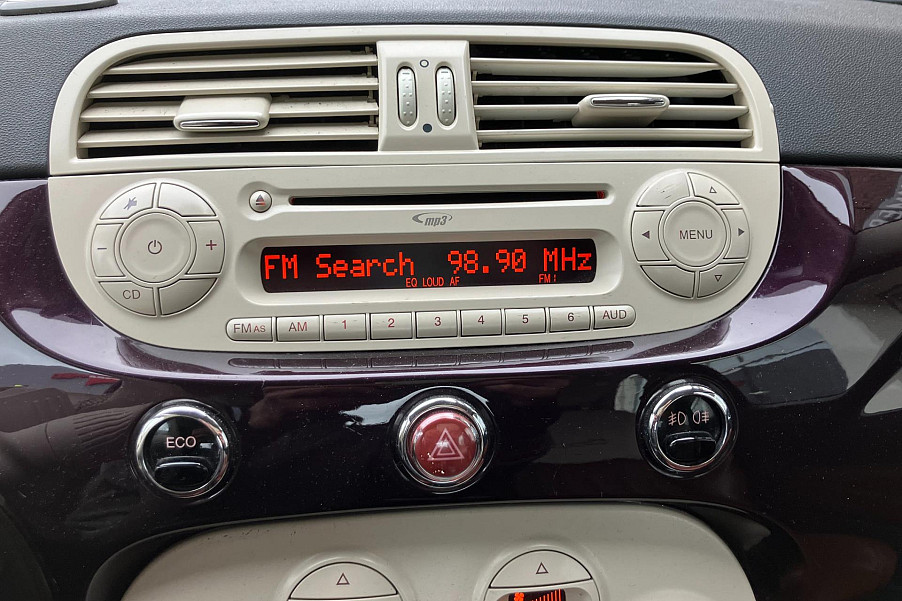 mp3
MENU
FM Search 98.90 MHz
EQ LOUD AF FM1
CD
FM AS AM 1 2 3 4 5 6 AUD
ECO